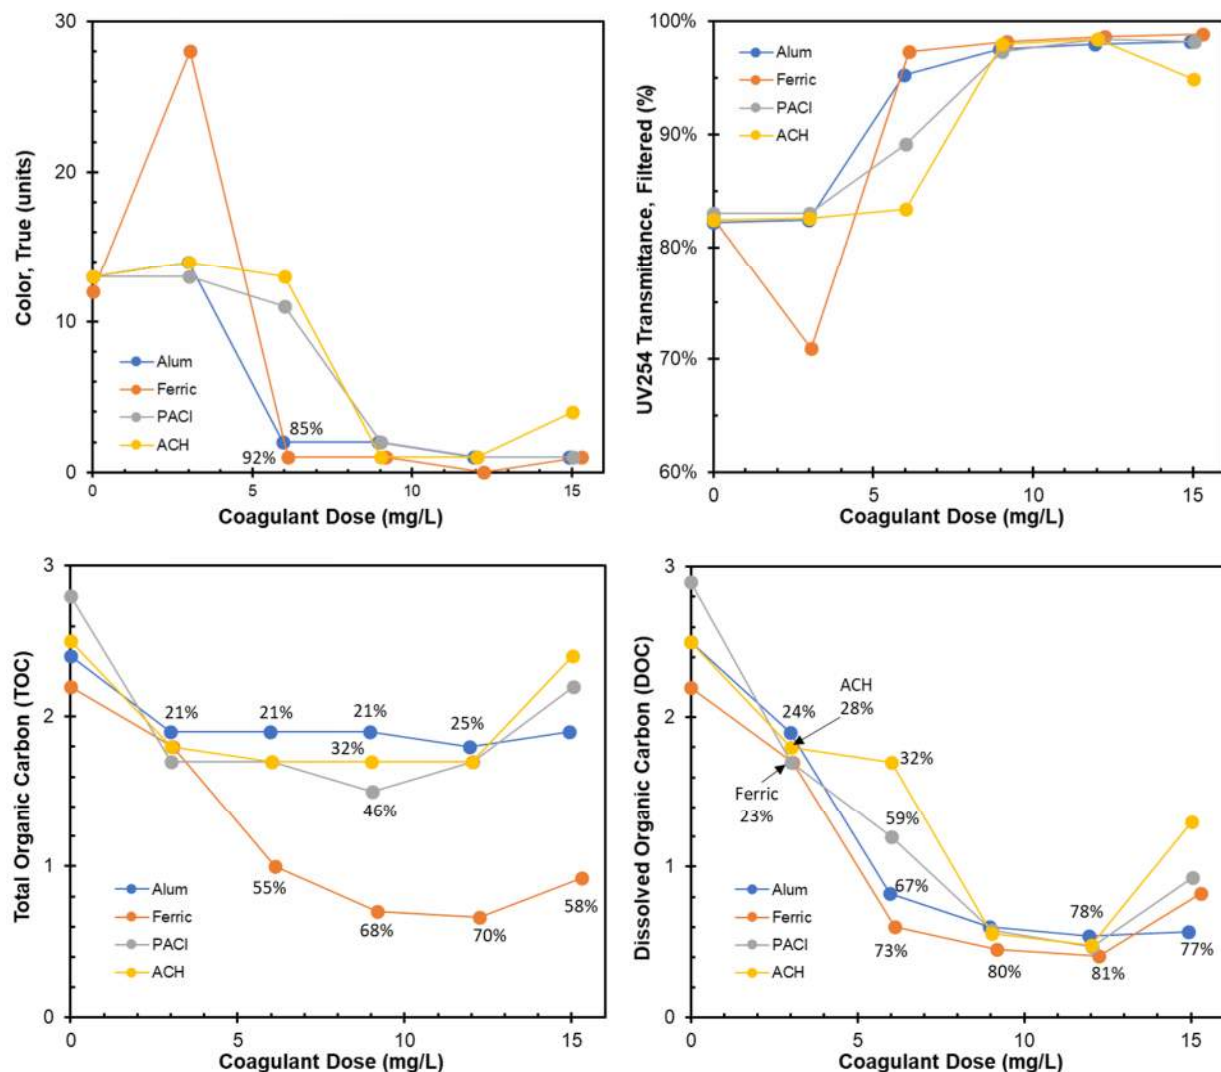 30
20
10
0
Color, True (units)
Alum
Ferric
PACl
ACH
85%
92%
0
5
10
15
Coagulant Dose (mg/L)
100%
90%
80%
70%
60%
UV254 Transmittance, Filtered (%)
Alum
Ferric
PACl
ACH
0
5
10
15
Coagulant Dose (mg/L)
3
2
1
0
Total Organic Carbon (TOC)
21%
21%
21%
25%
32%
46%
55%
68%
70%
58%
Alum
Ferric
PACl
ACH
0
5
10
15
Coagulant Dose (mg/L)
3
2
1
0
Dissolved Organic Carbon (DOC)
ACH
28%
24%
32%
Ferric
23%
59%
67%
73%
80%
78%
81%
77%
Alum
Ferric
PACl
ACH
0
5
10
15
Coagulant Dose (mg/L)